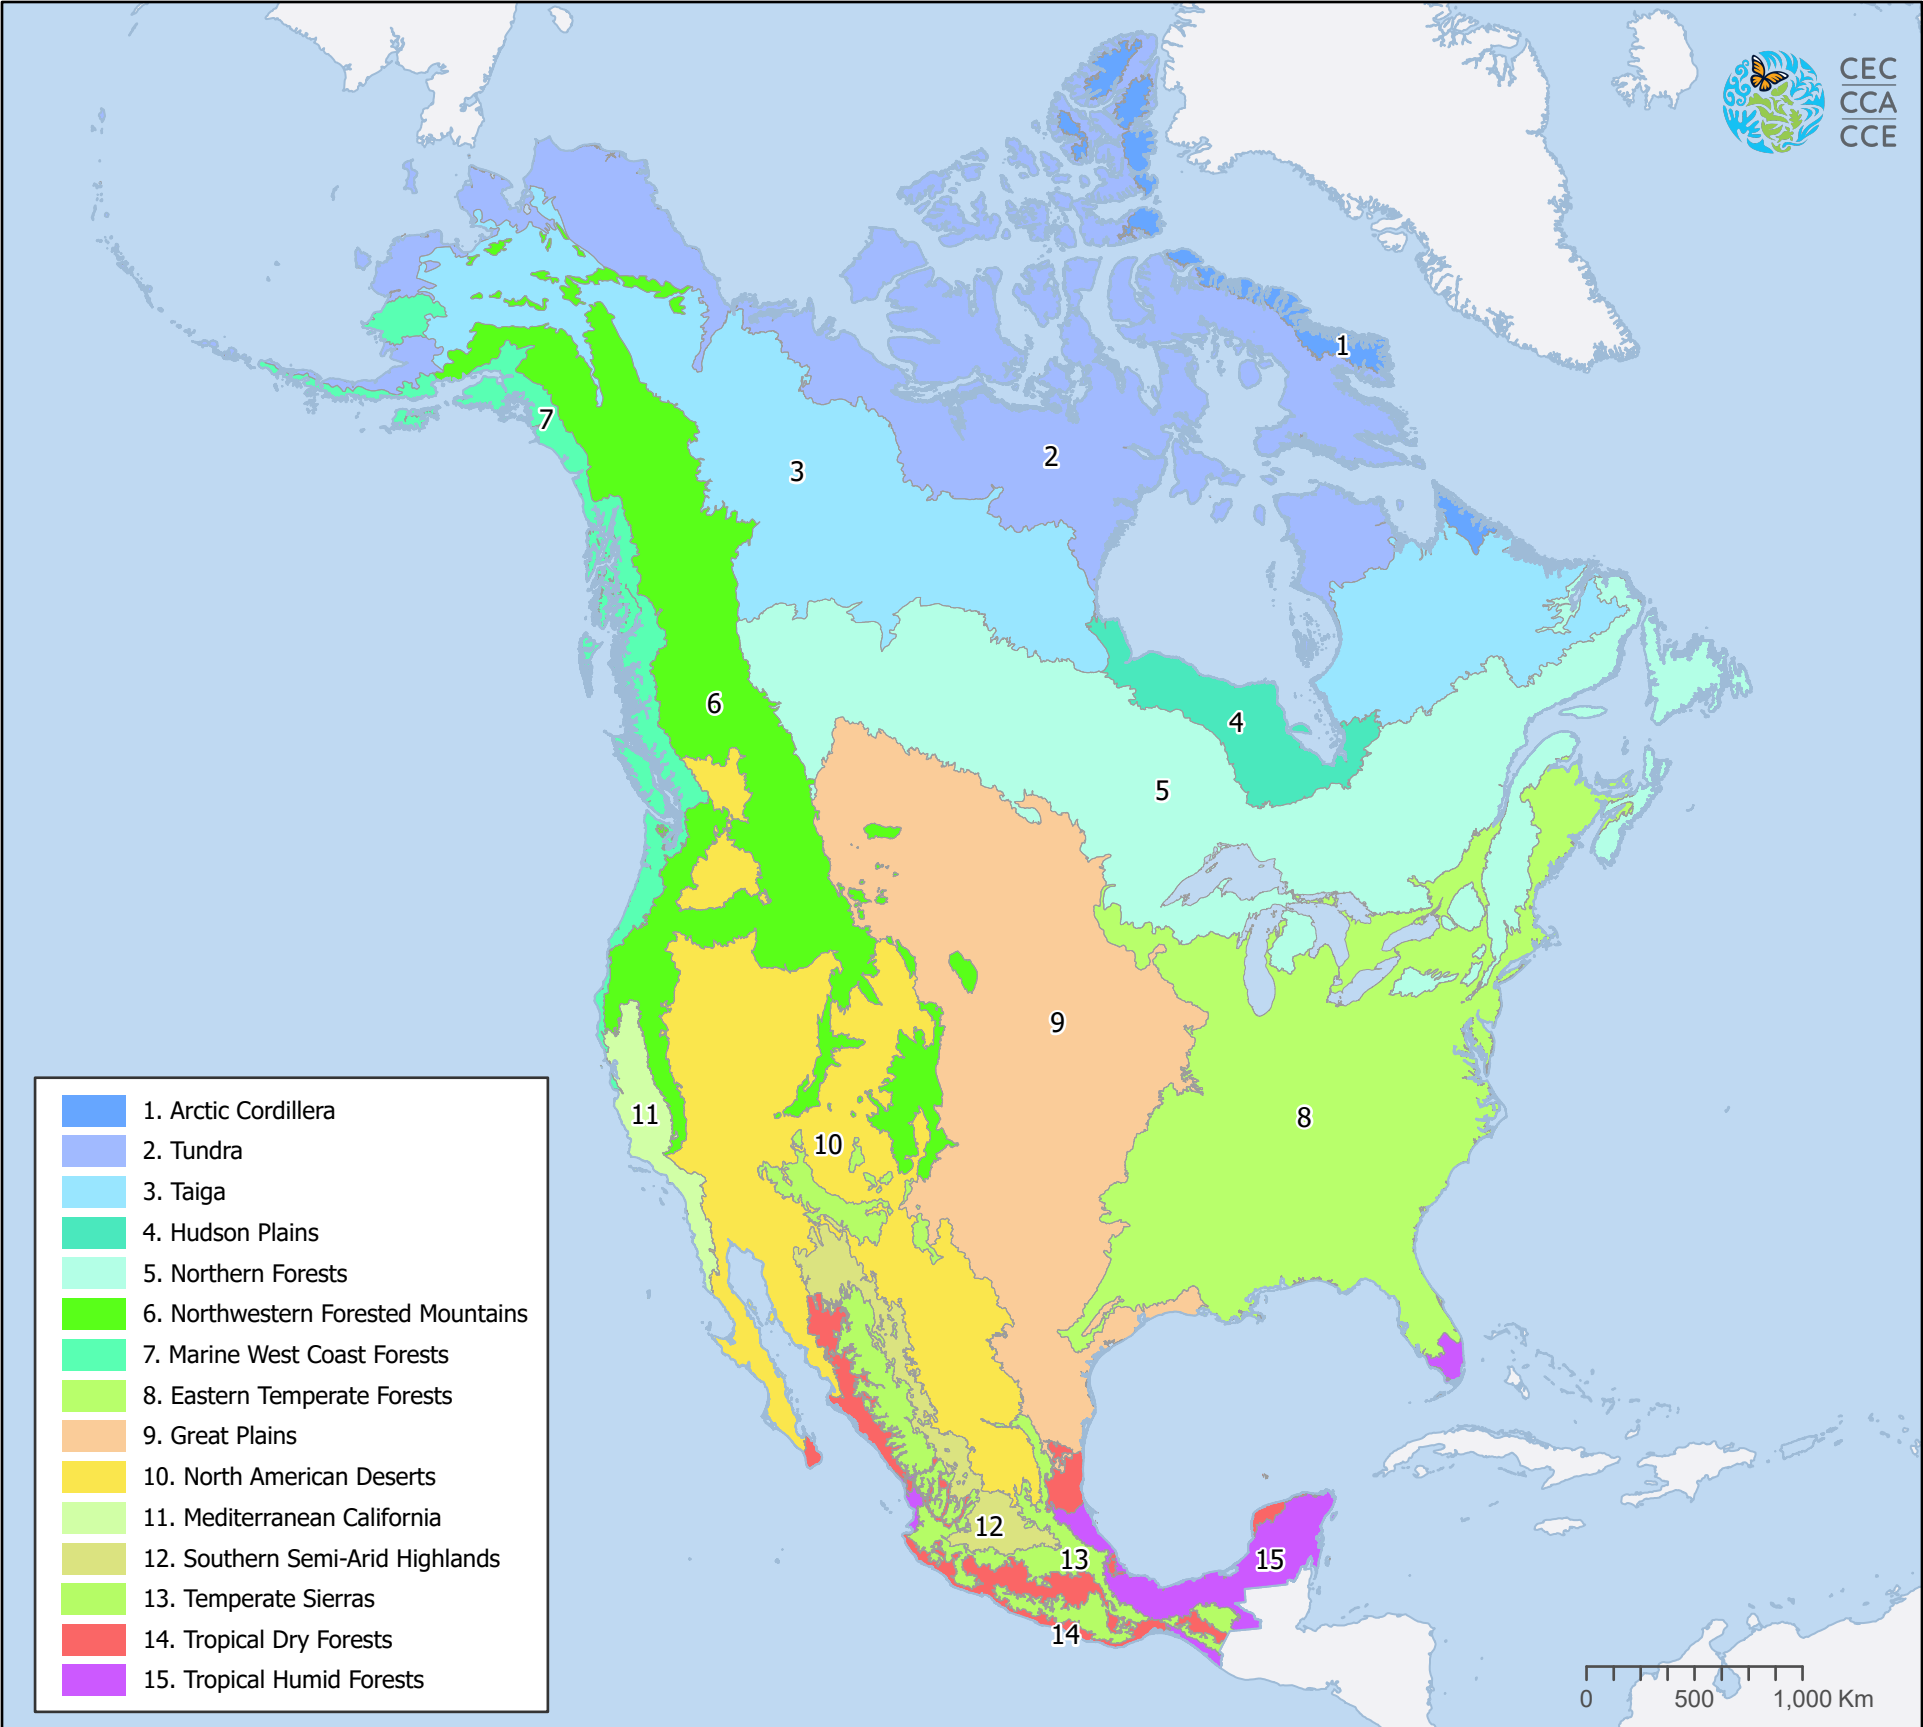 CEC
CCA
CCE
1
2
3
7
4
5
6
9
8
11
10
12
13
14
15
1. Arctic Cordillera
2. Tundra
3. Taiga
4. Hudson Plains
5. Northern Forests
6. Northwestern Forested Mountains
7. Marine West Coast Forests
8. Eastern Temperate Forests
9. Great Plains
10. North American Deserts
11. Mediterranean California
12. Southern Semi-Arid Highlands
13. Temperate Sierras
14. Tropical Dry Forests
15. Tropical Humid Forests
0 500 1,000 Km